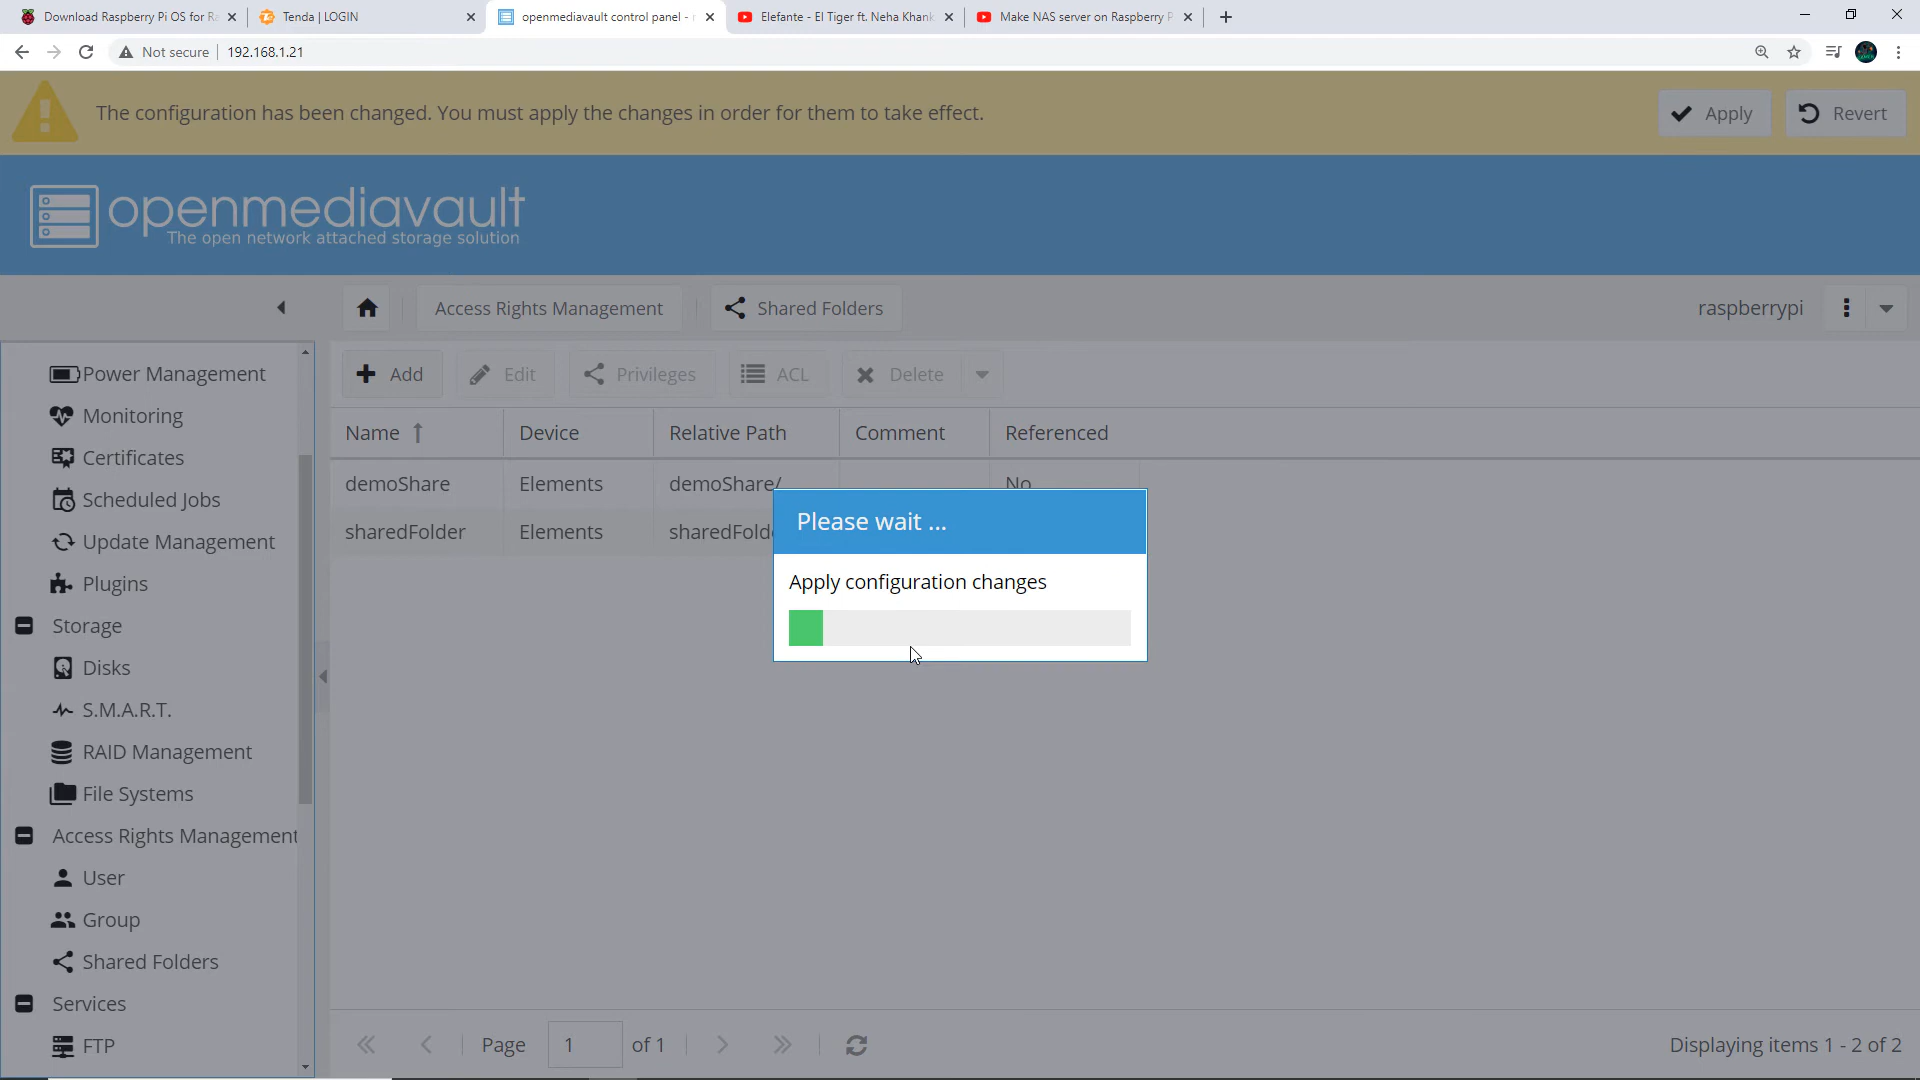 Download Raspberry Pi OS for Ra
Tenda | LOGIN
openmediavault control panel -
Elefante - El Tiger ft. Neha Khank
Make NAS server on Raspberry P
Not secure
192.168.1.21
The configuration has been changed. You must apply the changes in order for them to take effect.
Apply
Revert
openmediavault
The open network attached storage solution
Access Rights Management
Shared Folders
raspberrypi
Power Management
Monitoring
Certificates
Scheduled Jobs
Update Management
Plugins
Storage
Disks
S.M.A.R.T.
RAID Management
File Systems
Access Rights Management
User
Group
Shared Folders
Services
FTP
Add
Edit
Privileges
ACL
Delete
Name
Device
Relative Path
Comment
Referenced
demoShare
Elements
demoShare/
No
sharedFolder
Elements
sharedFolde
Please wait ...
Apply configuration changes
Page
1
of 1
Displaying items 1 - 2 of 2